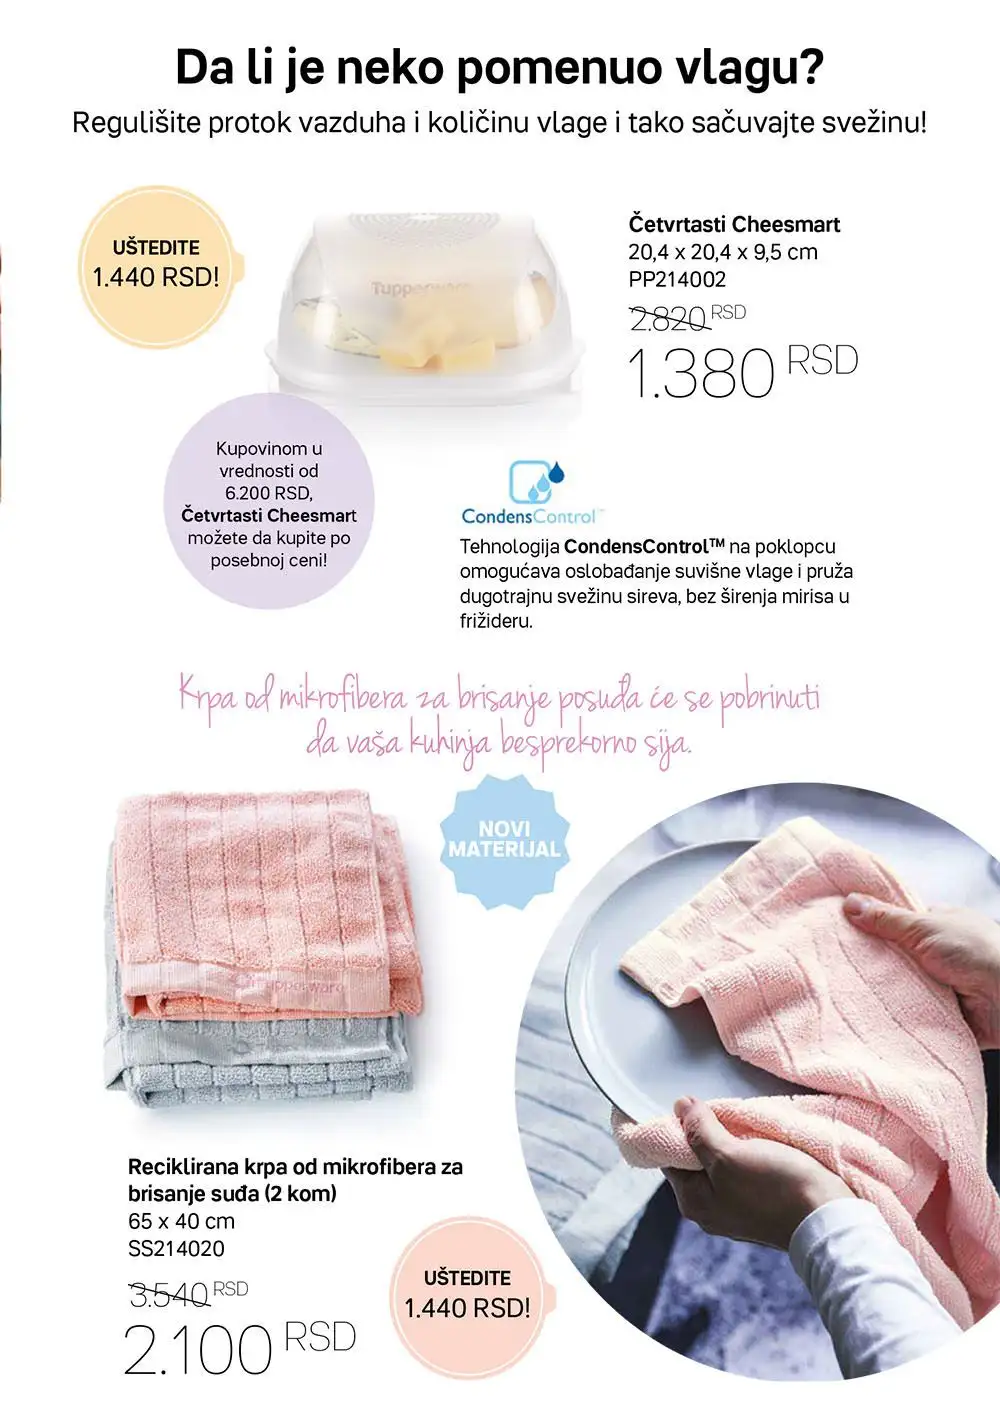 Da li je neko pomenuo vlagu?
Regulišite protok vazduha i količinu vlage i tako sačuvajte svežinu!
UŠTEDITE
1.440 RSD!
Tupperware
Četvrtasti Cheesmart
20,4 x 20,4 x 9,5 cm
PP214002
2.820 RSD
1.380 RSD
Kupovinom u
vrednosti od
6.200 RSD,
Četvrtasti Cheesmart
možete da kupite po
posebnoj ceni!
CondensControl™
Tehnologija CondensControl™ na poklopcu
omogućava oslobađanje suvišne vlage i pruža
dugotrajnu svežinu sireva, bez širenja mirisa u
frižideru.
Krpa od mikrofibera za brisanje posuđa će se pobrinuti
da vaša kuhinja besprekorno sija.
NOVI
MATERIJAL
Tupperware
Reciklirana krpa od mikrofibera za
brisanje suđa (2 kom)
65 x 40 cm
SS214020
3.540 RSD
2.100 RSD
UŠTEDITE
1.440 RSD!